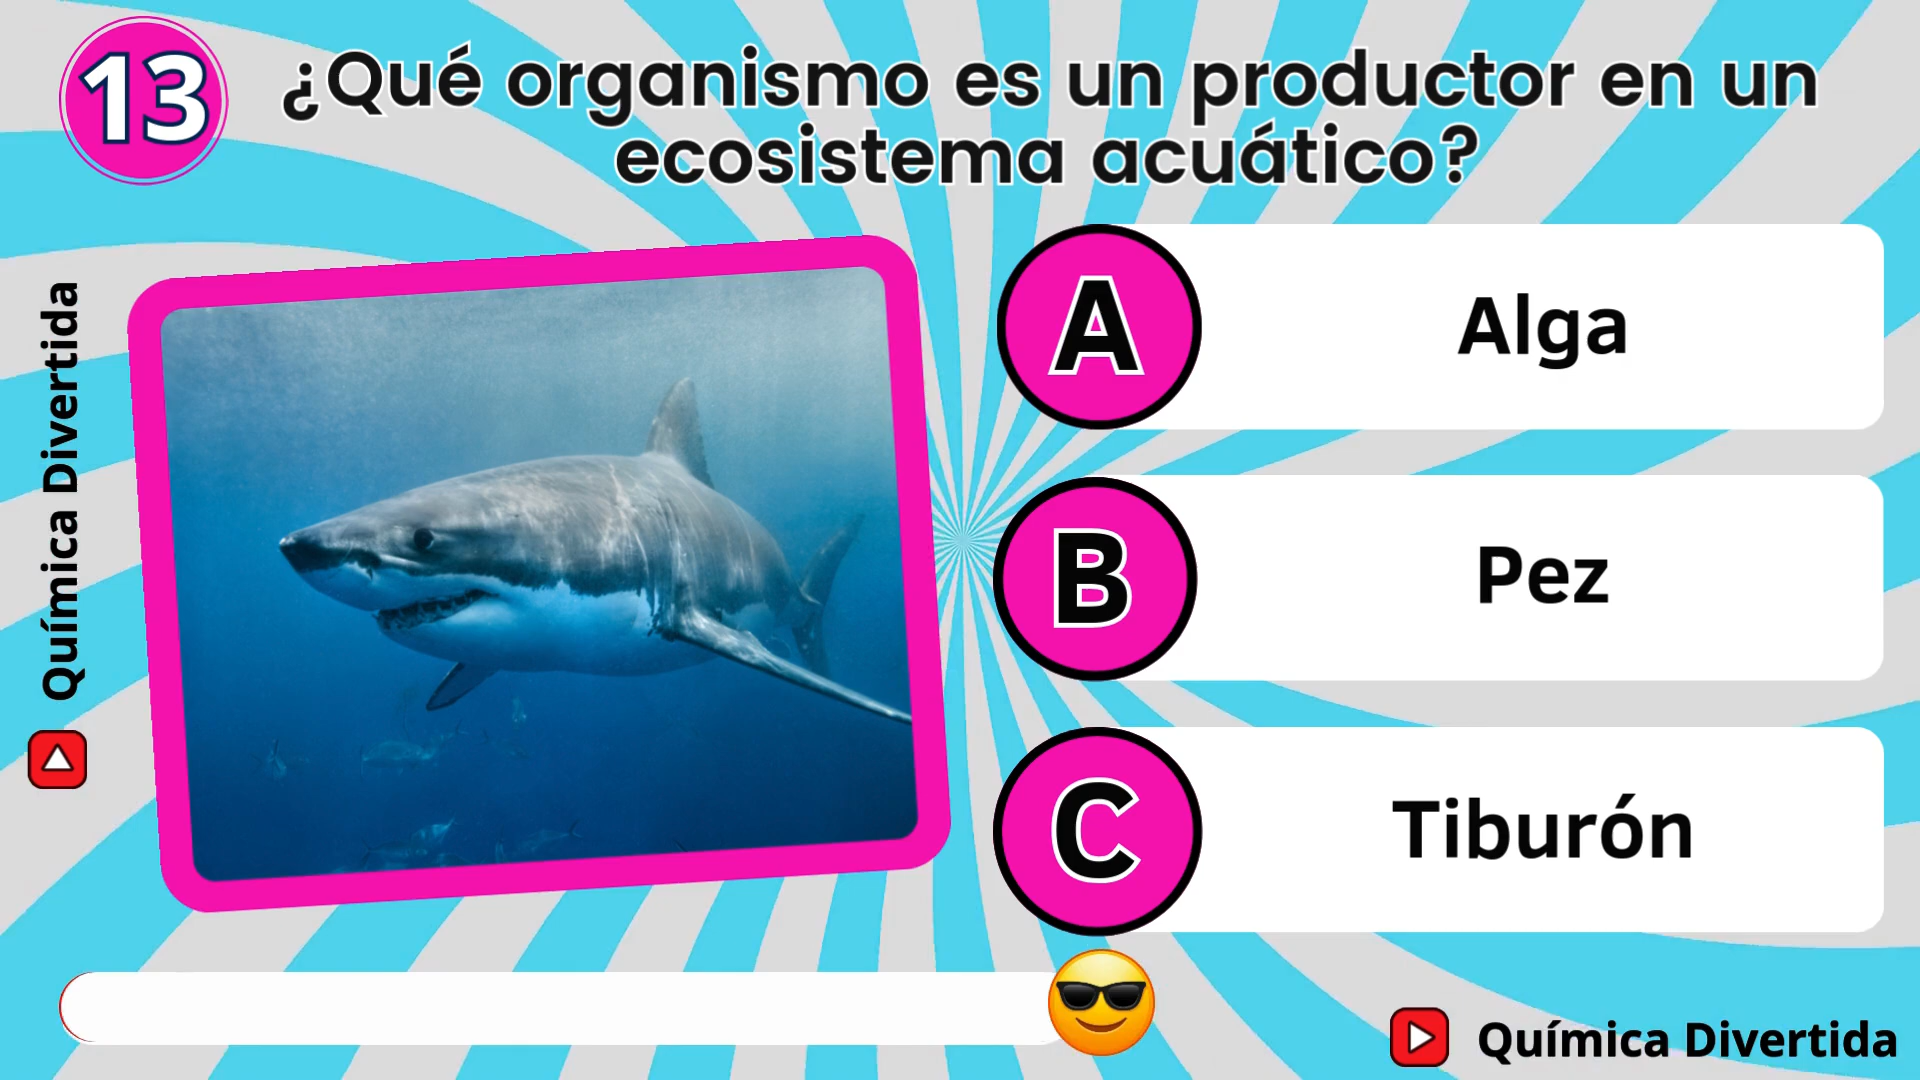 13
¿Qué organismo es un productor en un
ecosistema acuático?
A
Alga
B
Pez
C
Tiburón
Química Divertida
Química Divertida